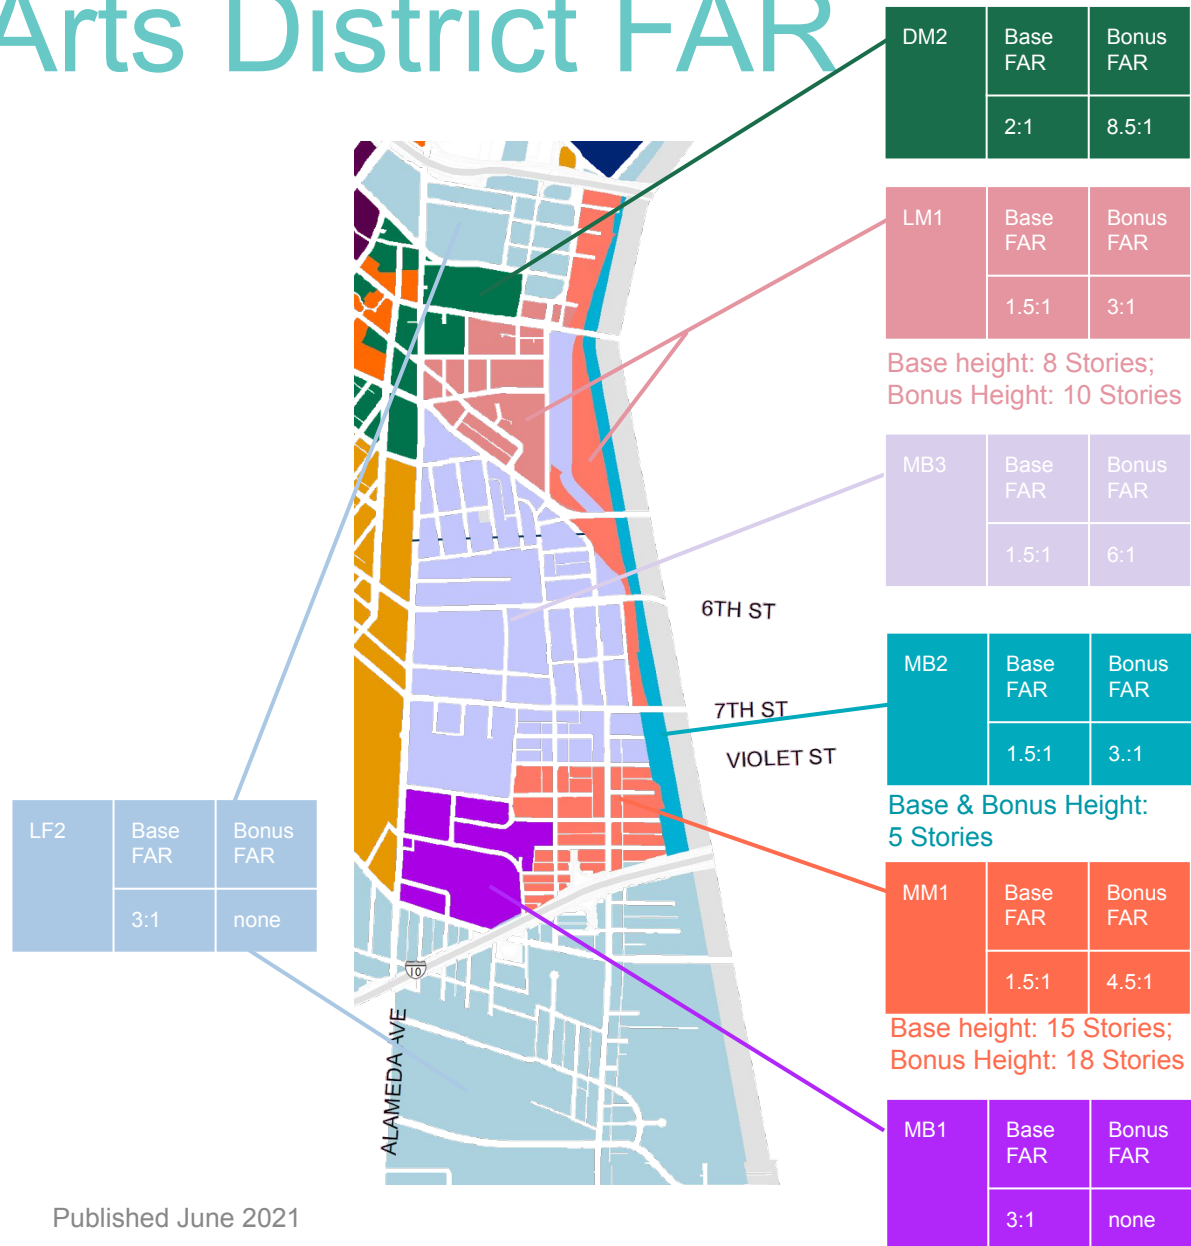 Arts District FAR
DM2 Base FAR Bonus FAR
2:1 8.5:1
LM1 Base FAR Bonus FAR
1.5:1 3:1
Base height: 8 Stories;
Bonus Height: 10 Stories
MB3 Base FAR Bonus FAR
1.5:1 6:1
6TH ST
7TH ST
VIOLET ST
MB2 Base FAR Bonus FAR
1.5:1 3.:1
Base & Bonus Height:
5 Stories
LF2 Base FAR Bonus FAR
3:1 none
MM1 Base FAR Bonus FAR
1.5:1 4.5:1
Base height: 15 Stories;
Bonus Height: 18 Stories
10
ALAMEDA AVE
MB1 Base FAR Bonus FAR
3:1 none
Published June 2021